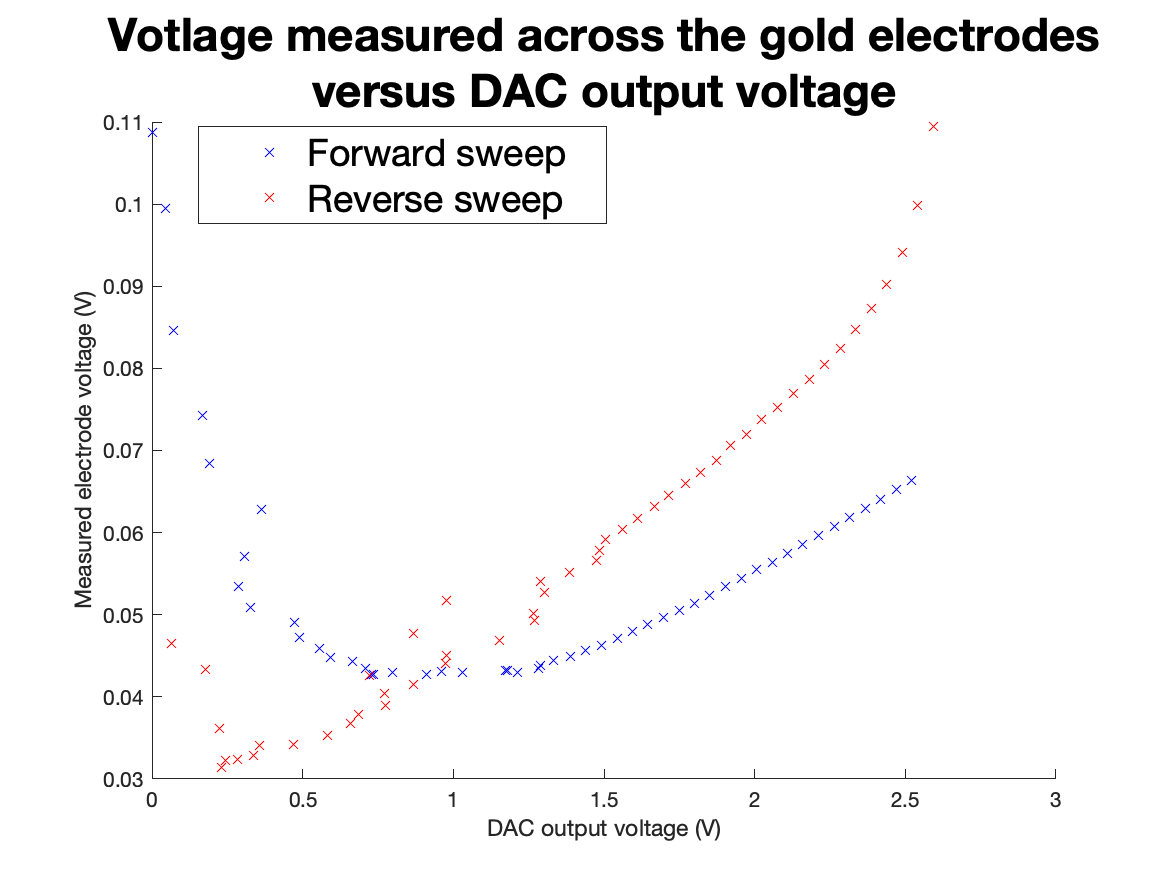 Votlage measured across the gold electrodes
versus DAC output voltage
Forward sweep
Reverse sweep
0.11
0.1
0.09
0.08
0.07
0.06
0.05
0.04
0.03
Measured electrode voltage (V)
0 0.5 1 1.5 2 2.5 3
DAC output voltage (V)